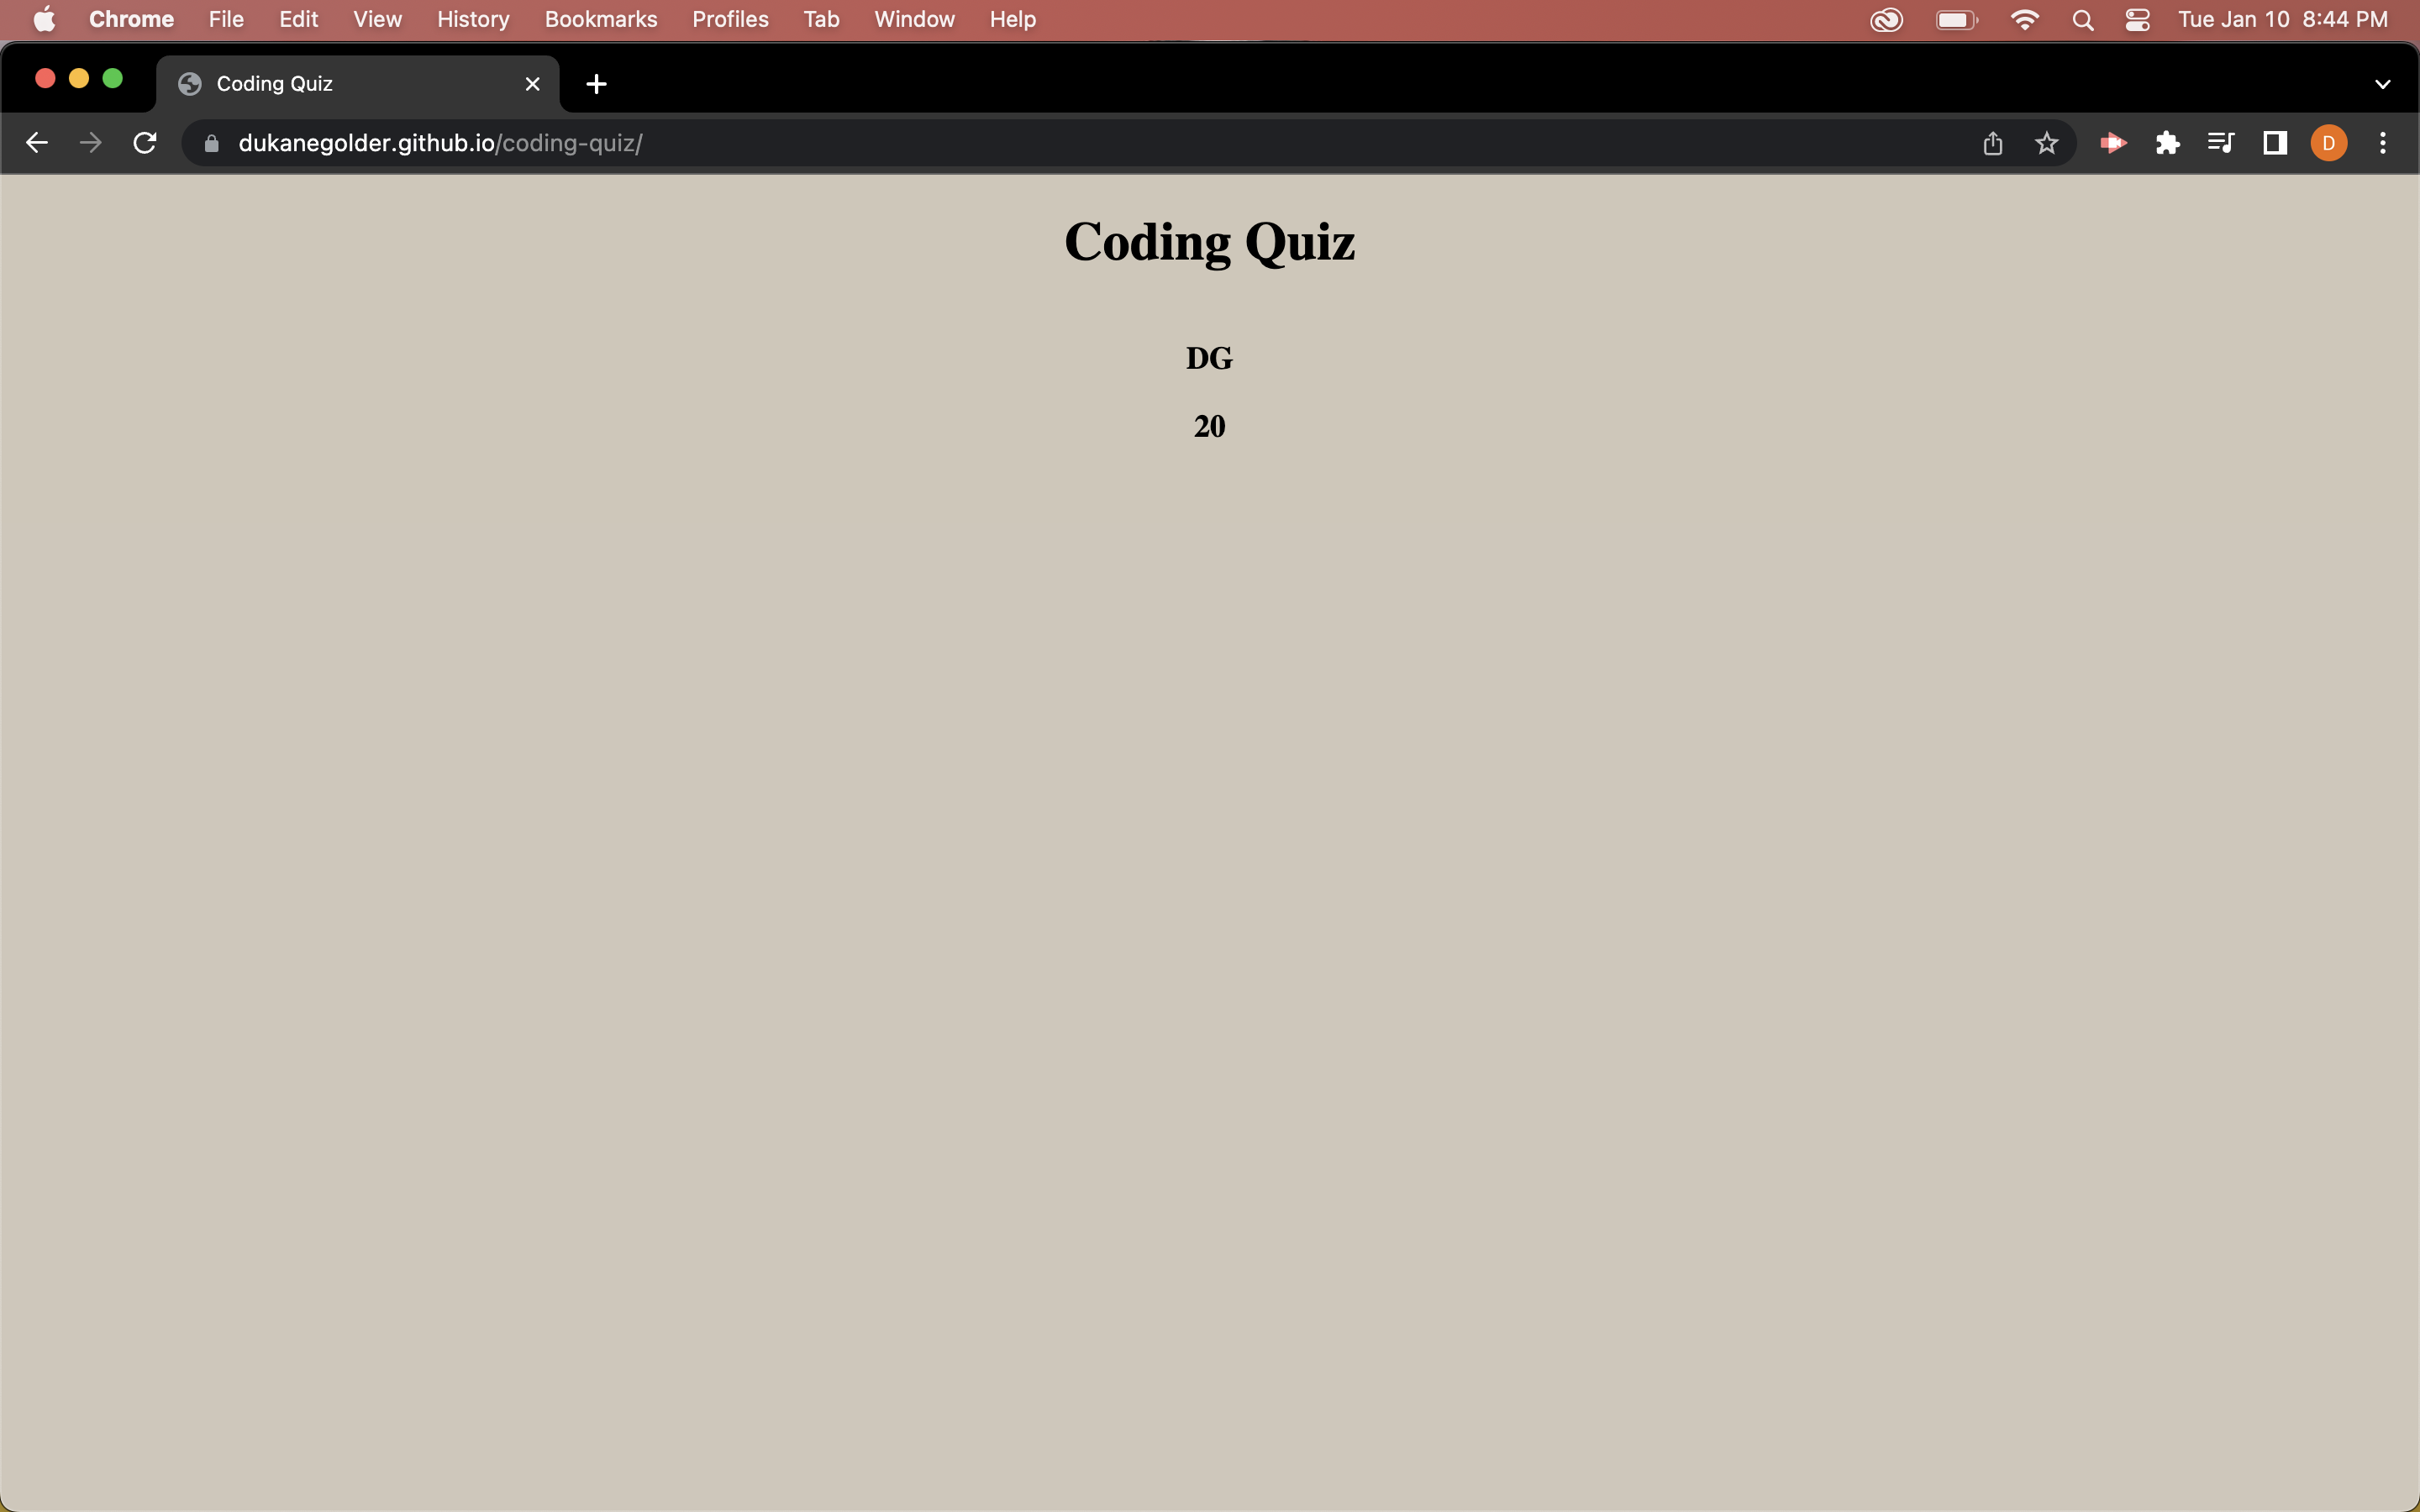 Chrome File Edit View History Bookmarks Profiles Tab Window Help Tue Jan 10 8:44 PM
Coding Quiz
dukanegolder.github.io/coding-quiz/ D
Coding Quiz
DG
20